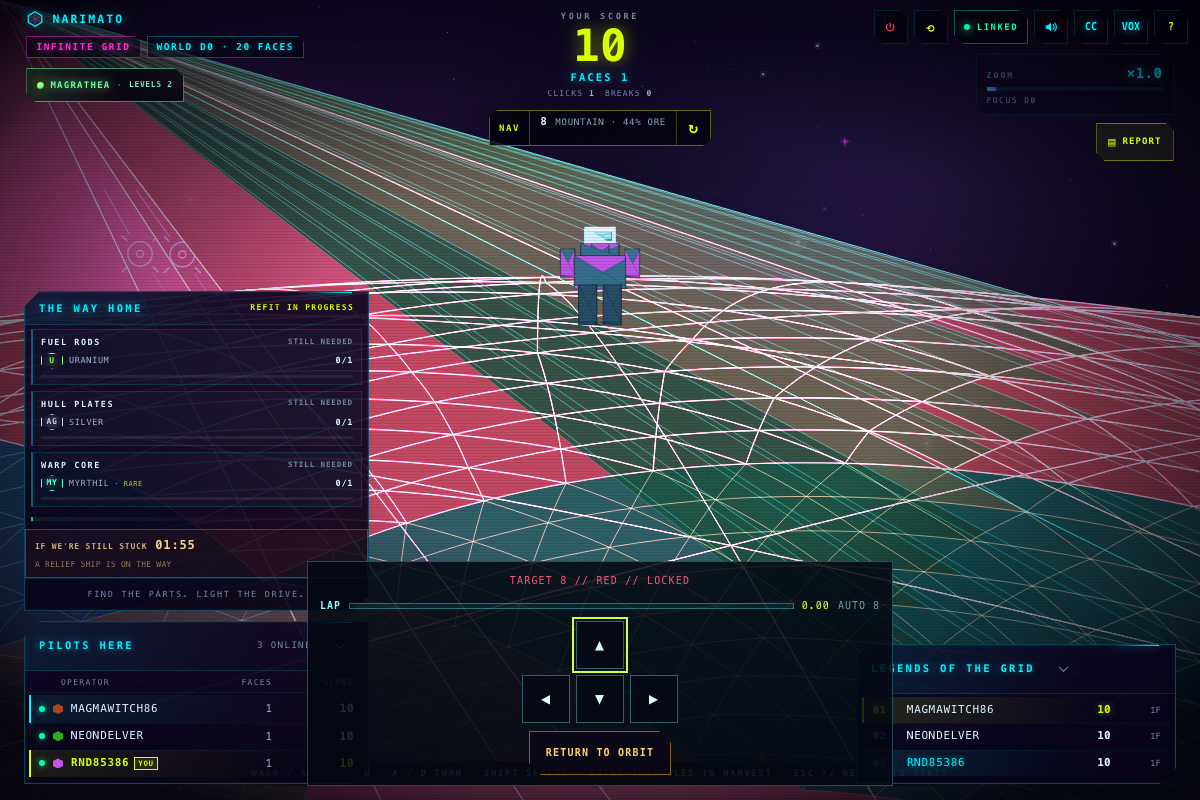 NARIMATO
INFINITE GRID
WORLD D0 · 20 FACES
MAGRATHEA · LEVELS 2
YOUR SCORE
10
FACES 1
CLICKS 1 BREAKS 0
NAV
8 MOUNTAIN · 44% ORE
↻
LINKED
CC
VOX
?
ZOOM ×1.0
FOCUS D0
REPORT
THE WAY HOME
REFIT IN PROGRESS
FUEL RODS STILL NEEDED
U URANIUM 0/1
HULL PLATES STILL NEEDED
AG SILVER 0/1
WARP CORE STILL NEEDED
MY MYRTHIL · RARE 0/1
IF WE'RE STILL STUCK 01:55
A RELIEF SHIP IS ON THE WAY
FIND THE PARTS. LIGHT THE DRIVE.
TARGET 8 // RED // LOCKED
LAP 0.00 AUTO 8
▲
◀ ▼ ▶
RETURN TO ORBIT
PILOTS HERE 3 ONLINE
OPERATOR FACES SCORE
MAGMAWITCH86 1 10
NEONDELVER 1 10
RND85386 YOU 1 10
LEGENDS OF THE GRID
01 MAGMAWITCH86 10 1F
02 NEONDELVER 10 1F
03 RND85386 10 1F